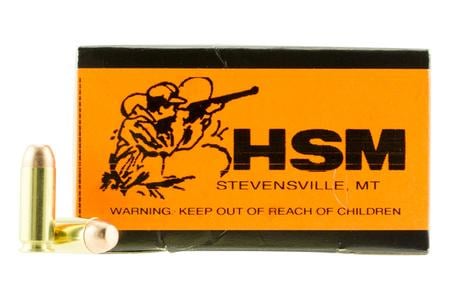 HSM
STEVENSVILLE, MT
WARNING: KEEP OUT OF REACH OF CHILDREN